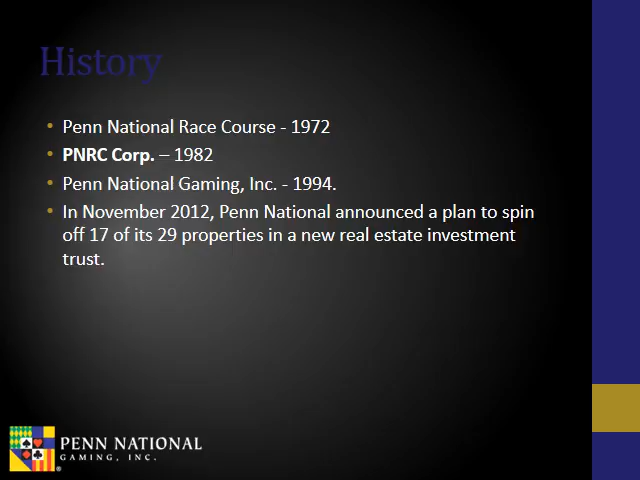 History
• Penn National Race Course - 1972
• PNRC Corp. – 1982
• Penn National Gaming, Inc. - 1994.
• In November 2012, Penn National announced a plan to spin
off 17 of its 29 properties in a new real estate investment
trust.
PENN NATIONAL
GAMING, INC.
®